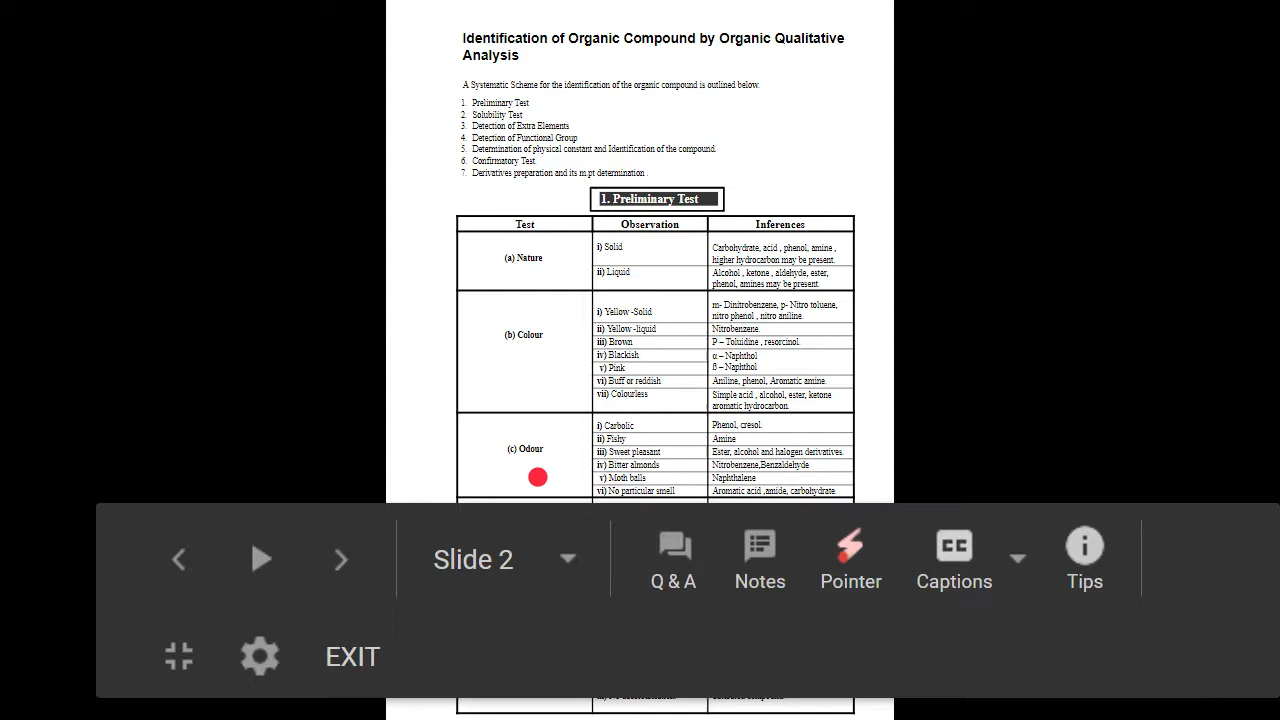 Identification of Organic Compound by Organic Qualitative
Analysis
A Systematic Scheme for the identification of the organic compound is outlined below.
1. Preliminary Test
2. Solubility Test
3. Detection of Extra Elements
4. Detection of Functional Group
5. Determination of physical constant and Identification of the compound.
6. Confirmatory Test.
7. Derivatives preparation and its m.pt determination .
1. Preliminary Test
Test Observation Inferences
(a) Nature
i) Solid
Carbohydrate, acid , phenol, amine ,
higher hydrocarbon may be present.
ii) Liquid
Alcohol , ketone , aldehyde, ester,
phenol, amines may be present.
(b) Colour
i) Yellow -Solid
m- Dinitrobenzene, p- Nitro toluene,
nitro phenol , nitro aniline.
ii) Yellow -liquid Nitrobenzene.
iii) Brown P – Toluidine , resorcinol.
iv) Blackish α – Naphthol
v) Pink ß – Naphthol
vi) Buff or reddish Aniline, phenol, Aromatic amine.
vii) Colourless Simple acid , alcohol, ester, ketone
aromatic hydrocarbon.
(c) Odour
i) Carbolic Phenol, cresol.
ii) Fishy Amine
iii) Sweet pleasant Ester, alcohol and halogen derivatives.
iv) Bitter almonds Nitrobenzene,Benzaldehyde
v) Moth balls Naphthalene
vi) No particular smell Aromatic acid ,amide, carbohydrate.
Slide 2
Q & A
Notes
Pointer
CC
Captions
Tips
EXIT